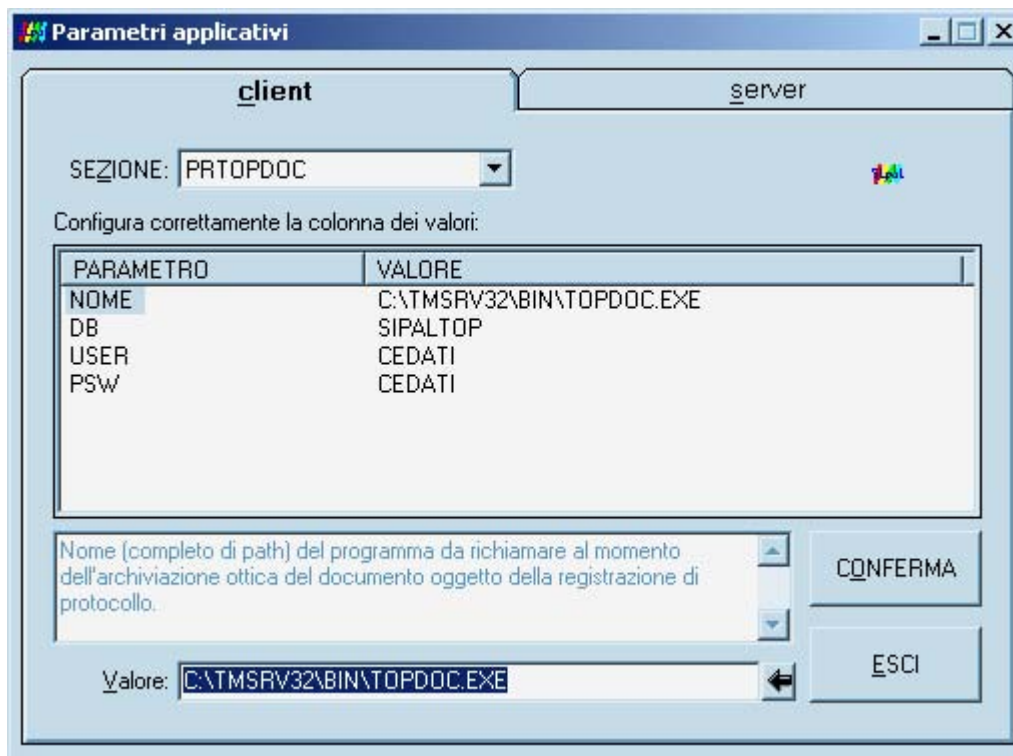 Parametri applicativi
client server
SEZIONE: PRTOPDOC
Configura correttamente la colonna dei valori:
PARAMETRO VALORE
NOME C:\TMSRV32\BIN\TOPDOC.EXE
DB SIPALTOP
USER CEDATI
PSW CEDATI
Nome (completo di path) del programma da richiamare al momento
dell'archiviazione ottica del documento oggetto della registrazione di
protocollo.
CONFERMA
Valore: C:\TMSRV32\BIN\TOPDOC.EXE
ESCI